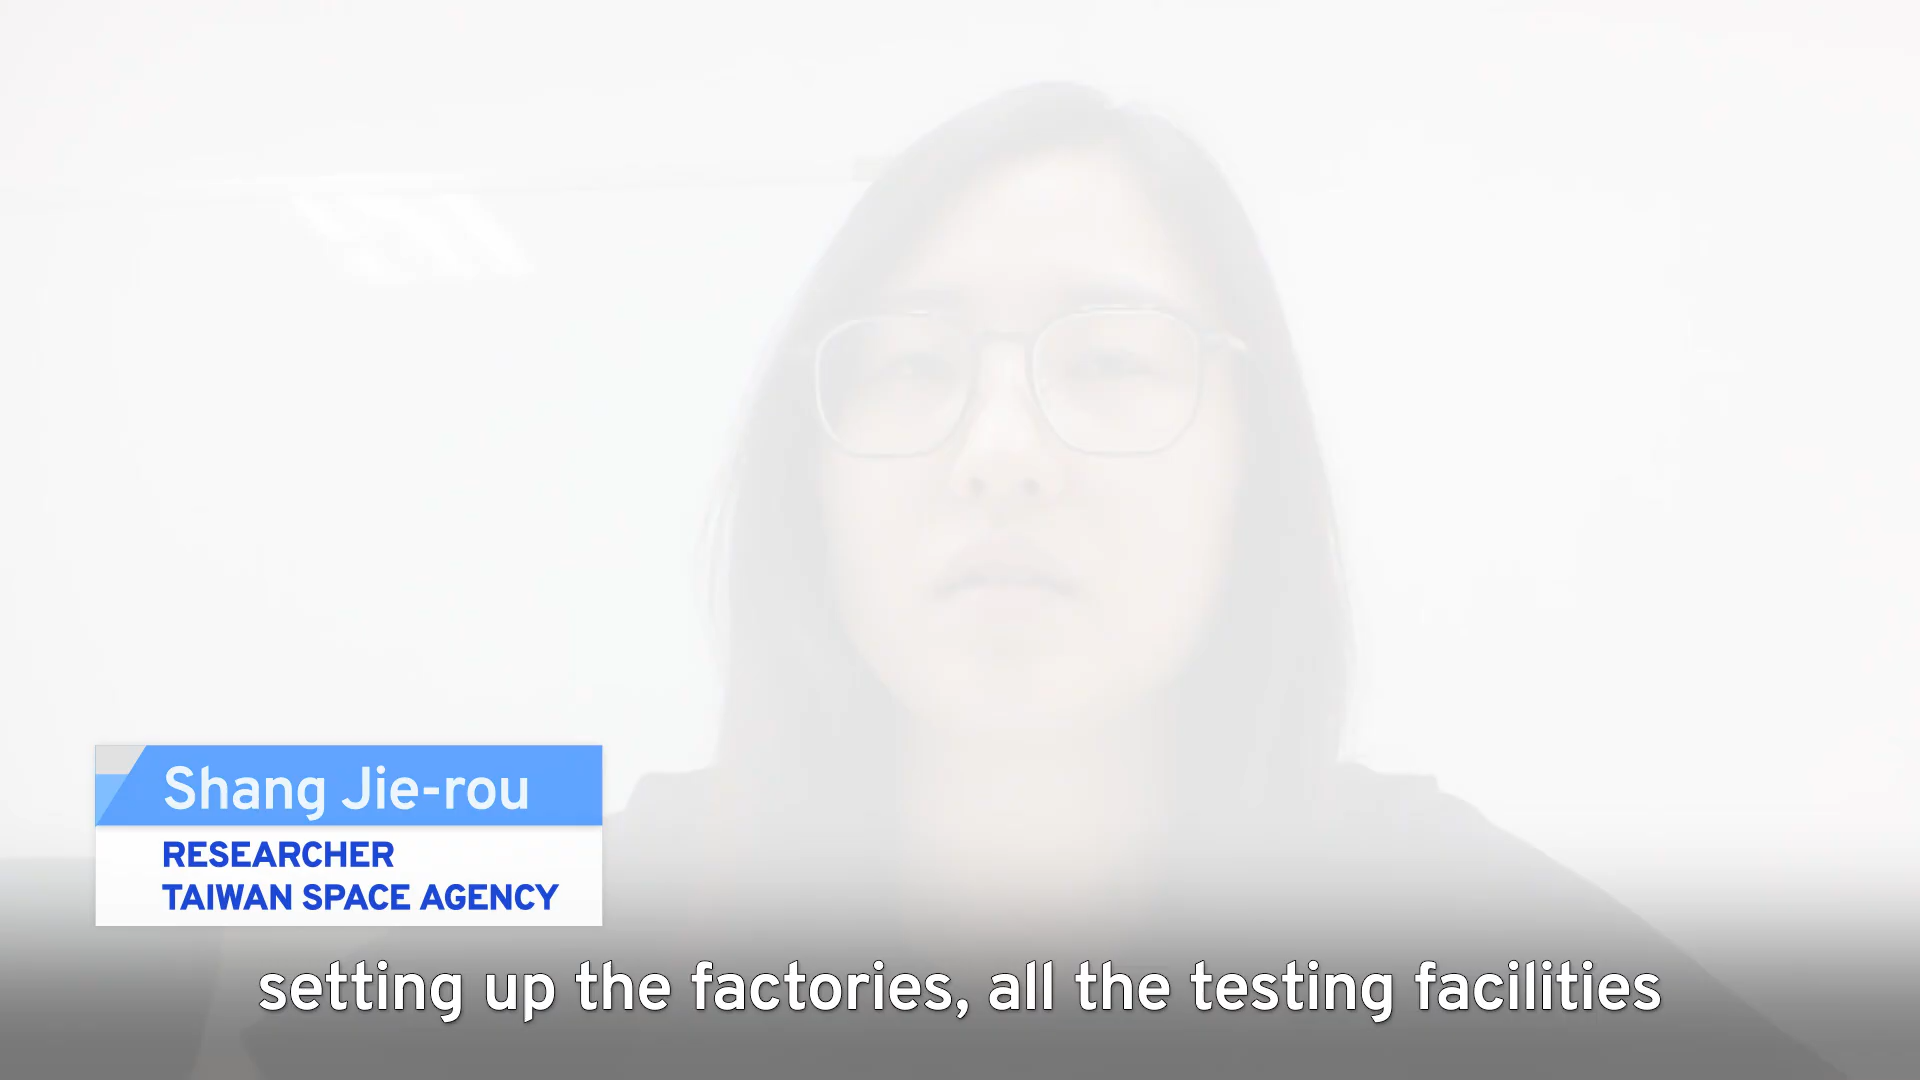 Shang Jie-rou
RESEARCHER
TAIWAN SPACE AGENCY
setting up the factories, all the testing facilities